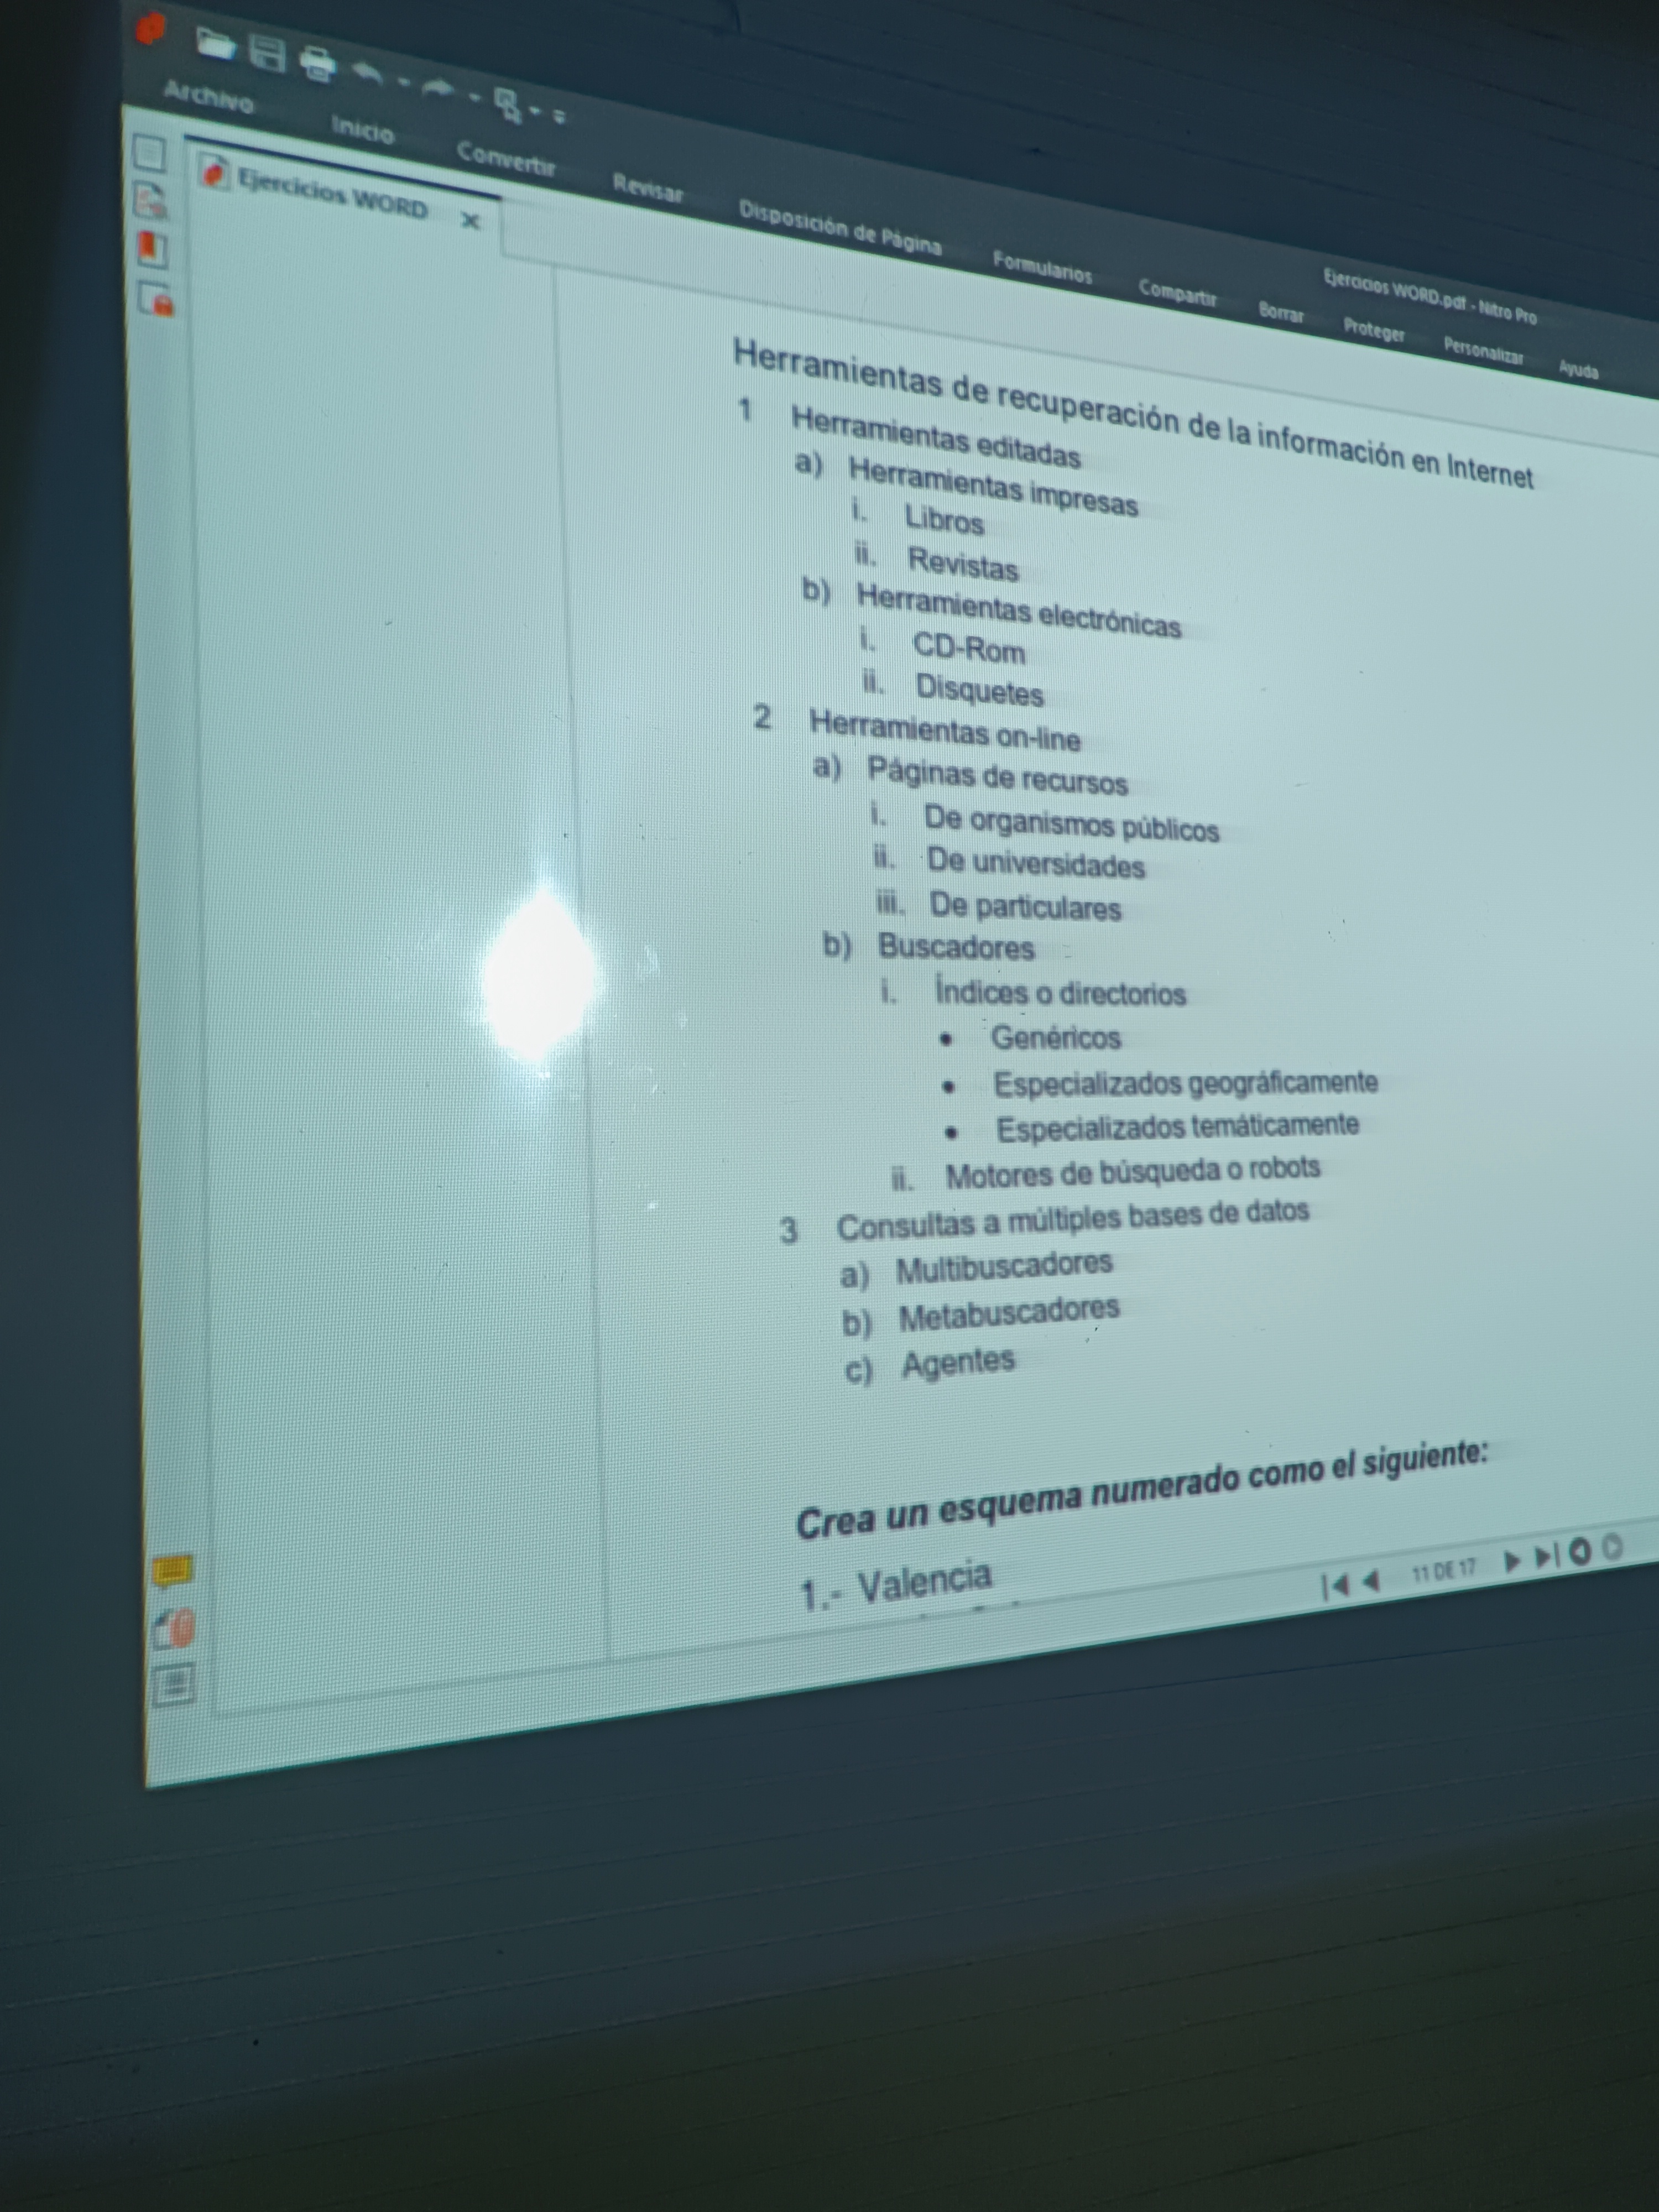 Archivo Inicio Convertir Revisar Disposición de Página Formularios Compartir Borrar Proteger Personalizar Ayuda
Ejercicios WORD.pdf - Nitro Pro
Ejercicios WORD
Herramientas de recuperación de la información en Internet
1 Herramientas editadas
a) Herramientas impresas
i. Libros
ii. Revistas
b) Herramientas electrónicas
i. CD-Rom
ii. Disquetes
2 Herramientas on-line
a) Páginas de recursos
i. De organismos públicos
ii. De universidades
iii. De particulares
b) Buscadores
i. Índices o directorios
• Genéricos
• Especializados geográficamente
• Especializados temáticamente
ii. Motores de búsqueda o robots
3 Consultas a múltiples bases de datos
a) Multibuscadores
b) Metabuscadores
c) Agentes
Crea un esquema numerado como el siguiente:
1.- Valencia
11 DE 17